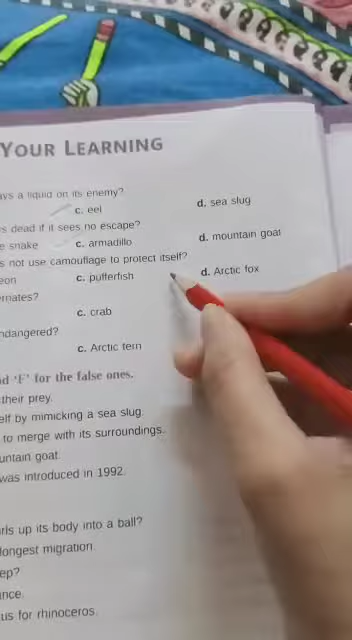 YOUR LEARNING
ays a liquid on its enemy?
c. eel d. sea slug
s dead if it sees no escape?
e snake c. armadillo d. mountain goat
s not use camouflage to protect itself?
eon c. pufferfish d. Arctic fox
ernates?
c. crab
ndangered?
c. Arctic tern
d 'F' for the false ones.
their prey.
elf by mimicking a sea slug.
to merge with its surroundings.
untain goat.
was introduced in 1992.
rls up its body into a ball?
longest migration.
ep?
ance.
us for rhinoceros.